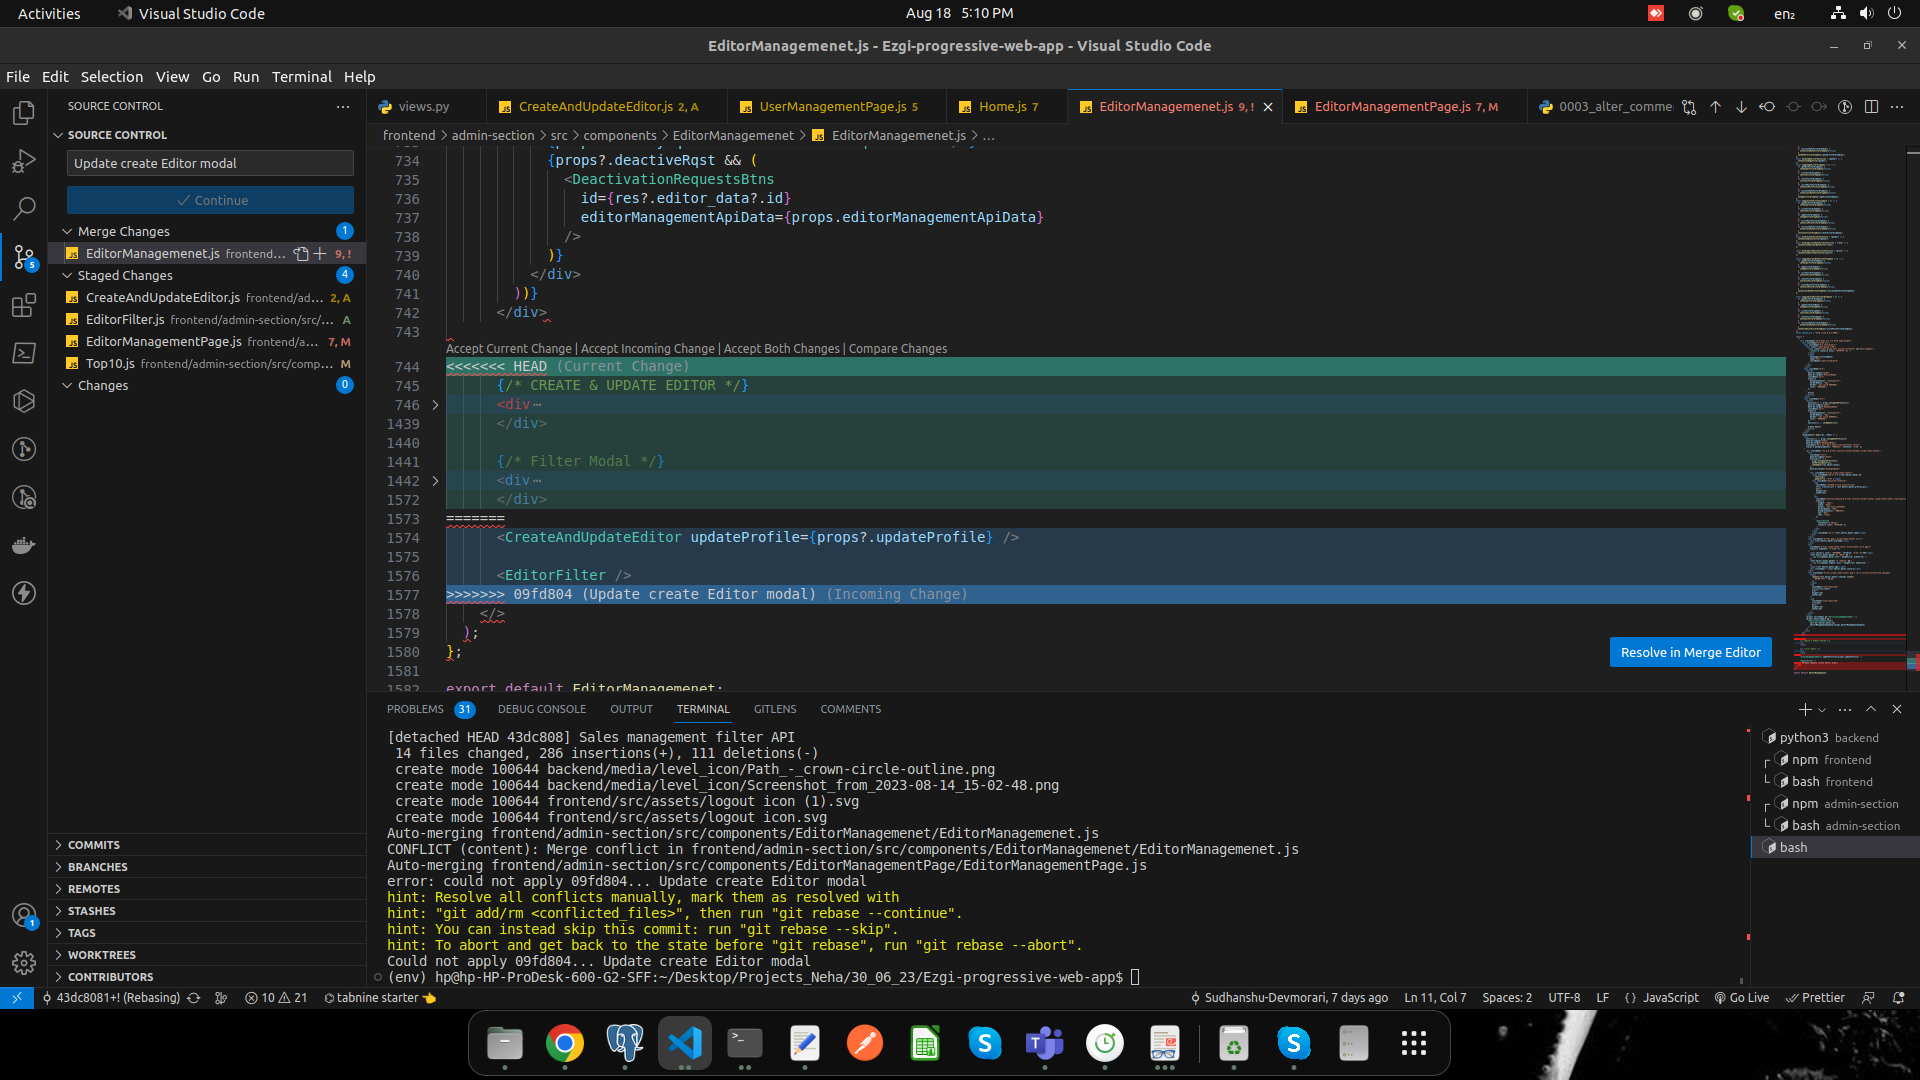 Activities
Visual Studio Code
Aug 18 5:10 PM
en₂
EditorManagemenet.js - Ezgi-progressive-web-app - Visual Studio Code
File Edit Selection View Go Run Terminal Help
SOURCE CONTROL
SOURCE CONTROL
Update create Editor modal
Continue
Merge Changes 1
EditorManagemenet.js frontend... 9, !
Staged Changes 4
CreateAndUpdateEditor.js frontend/ad... 2, A
EditorFilter.js frontend/admin-section/src/... A
EditorManagementPage.js frontend/a... 7, M
Top10.js frontend/admin-section/src/comp... M
Changes 0
COMMITS
BRANCHES
REMOTES
STASHES
TAGS
WORKTREES
CONTRIBUTORS
5
1
views.py
CreateAndUpdateEditor.js 2, A
UserManagementPage.js 5
Home.js 7
EditorManagemenet.js 9, !
EditorManagementPage.js 7, M
0003_alter_comme
frontend > admin-section > src > components > EditorManagemenet > EditorManagemenet.js > ...
734 {props?.deactiveRqst && (
735 <DeactivationRequestsBtns
736 id={res?.editor_data?.id}
737 editorManagementApiData={props.editorManagementApiData}
738 />
739 )}
740 </div>
741 ))}
742 </div>
743
Accept Current Change | Accept Incoming Change | Accept Both Changes | Compare Changes
744 <<<<<<< HEAD (Current Change)
745 {/* CREATE & UPDATE EDITOR */}
746 <div ...
1439 </div>
1440
1441 {/* Filter Modal */}
1442 <div ...
1572 </div>
1573 =======
1574 <CreateAndUpdateEditor updateProfile={props?.updateProfile} />
1575
1576 <EditorFilter />
1577 >>>>>>> 09fd804 (Update create Editor modal) (Incoming Change)
1578 </>
1579 );
1580 };
1581
1582 export default EditorManagemenet;
Resolve in Merge Editor
PROBLEMS 31 DEBUG CONSOLE OUTPUT TERMINAL GITLENS COMMENTS
[detached HEAD 43dc808] Sales management filter API
14 files changed, 286 insertions(+), 111 deletions(-)
create mode 100644 backend/media/level_icon/Path_-_crown-circle-outline.png
create mode 100644 backend/media/level_icon/Screenshot_from_2023-08-14_15-02-48.png
create mode 100644 frontend/src/assets/logout icon (1).svg
create mode 100644 frontend/src/assets/logout icon.svg
Auto-merging frontend/admin-section/src/components/EditorManagemenet/EditorManagemenet.js
CONFLICT (content): Merge conflict in frontend/admin-section/src/components/EditorManagemenet/EditorManagemenet.js
Auto-merging frontend/admin-section/src/components/EditorManagementPage/EditorManagementPage.js
error: could not apply 09fd804... Update create Editor modal
hint: Resolve all conflicts manually, mark them as resolved with
hint: "git add/rm <conflicted_files>", then run "git rebase --continue".
hint: You can instead skip this commit: run "git rebase --skip".
hint: To abort and get back to the state before "git rebase", run "git rebase --abort".
Could not apply 09fd804... Update create Editor modal
(env) hp@hp-HP-ProDesk-600-G2-SFF:~/Desktop/Projects_Neha/30_06_23/Ezgi-progressive-web-app$
python3 backend
npm frontend
bash frontend
npm admin-section
bash admin-section
bash
43dc8081+! (Rebasing) 10 21 tabnine starter
Sudhanshu-Devmorari, 7 days ago Ln 11, Col 7 Spaces: 2 UTF-8 LF {} JavaScript Go Live Prettier